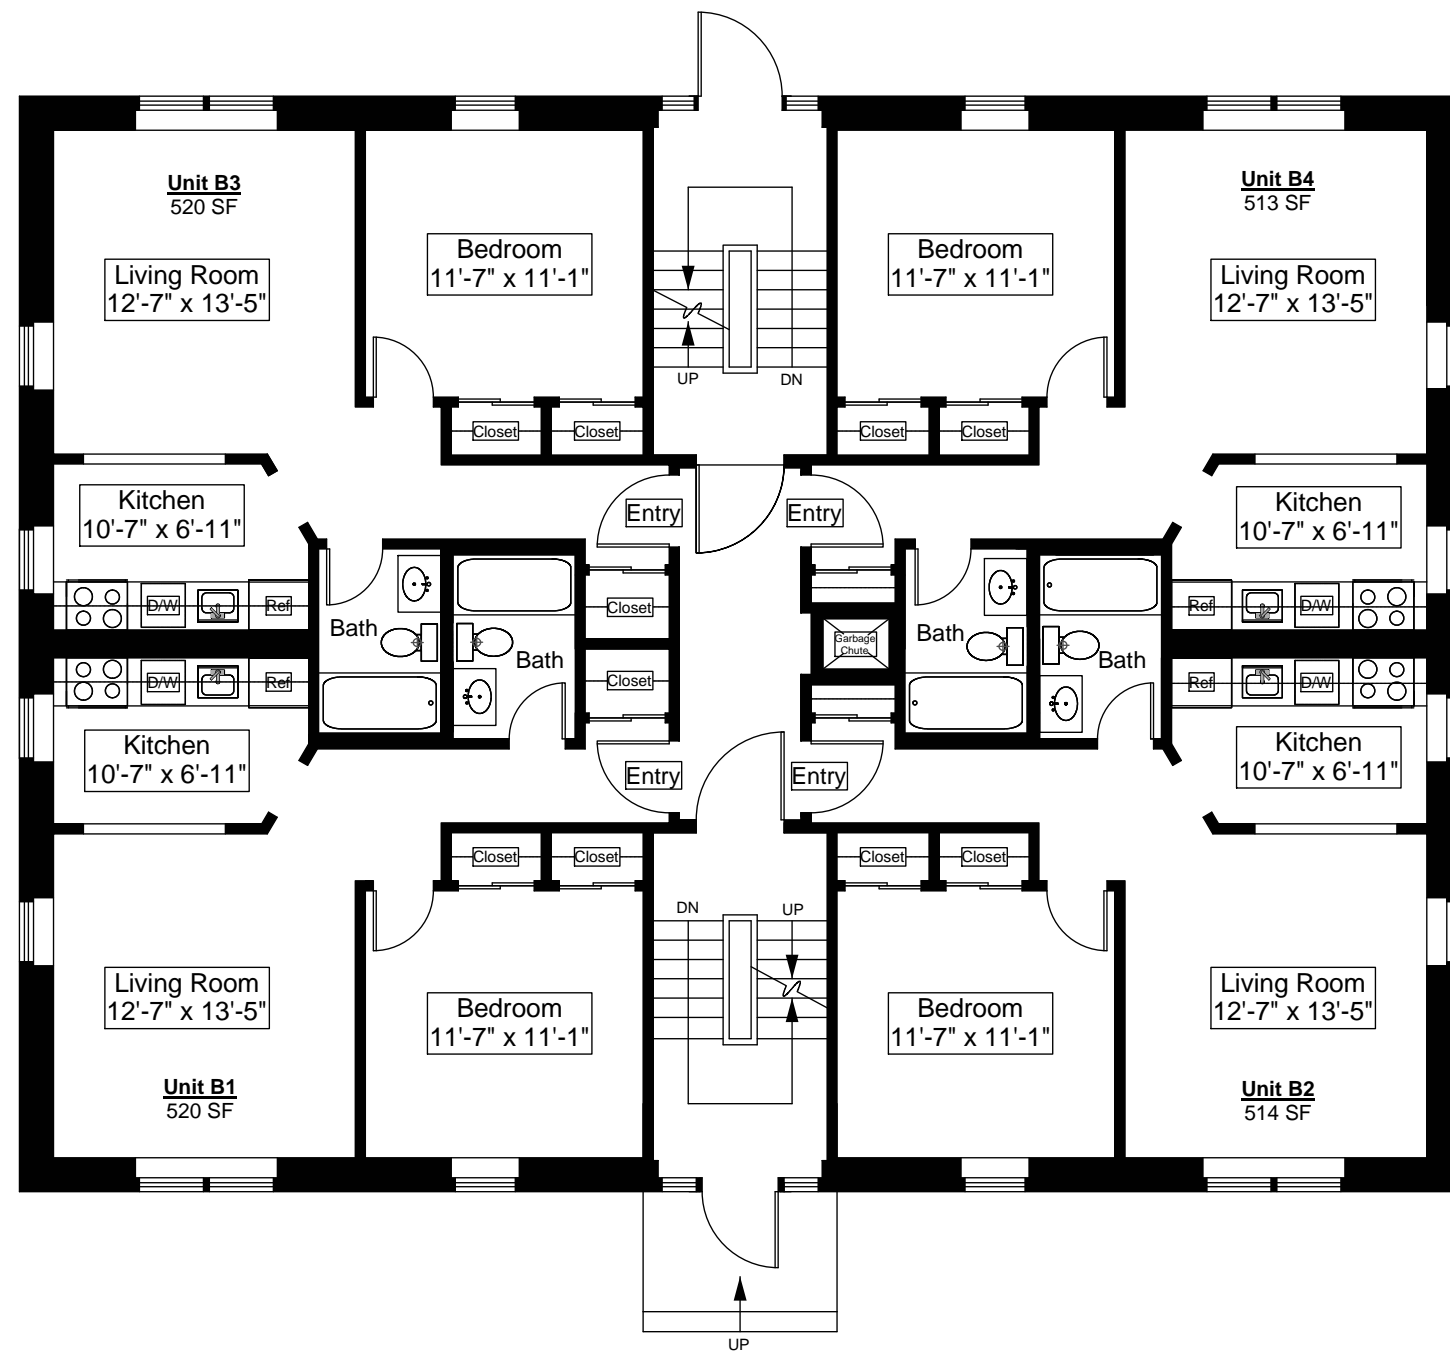 Unit B3
520 SF
Unit B4
513 SF
Bedroom
11'-7" x 11'-1"
Bedroom
11'-7" x 11'-1"
Living Room
12'-7" x 13'-5"
Living Room
12'-7" x 13'-5"
UP
DN
Closet
Closet
Closet
Closet
Kitchen
10'-7" x 6'-11"
Entry
Entry
Kitchen
10'-7" x 6'-11"
D/W
Ref
Closet
Ref
D/W
Bath
Garbage
Chute
Bath
Bath
Bath
D/W
Ref
Closet
Ref
D/W
Kitchen
10'-7" x 6'-11"
Entry
Entry
Kitchen
10'-7" x 6'-11"
Closet
Closet
Closet
Closet
DN
UP
Living Room
12'-7" x 13'-5"
Living Room
12'-7" x 13'-5"
Bedroom
11'-7" x 11'-1"
Bedroom
11'-7" x 11'-1"
Unit B1
520 SF
Unit B2
514 SF
UP